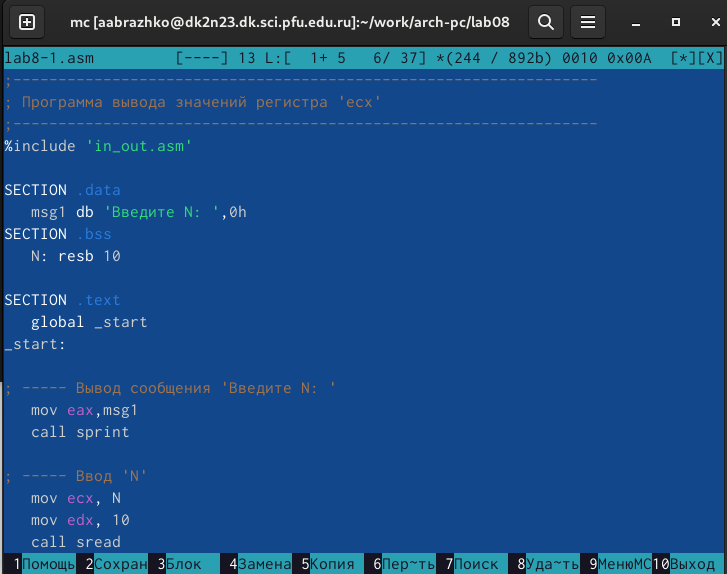 mc [aabrazhko@dk2n23.dk.sci.pfu.edu.ru]:~/work/arch-pc/lab08
lab8-1.asm [----] 13 L:[ 1+ 5 6/ 37] *(244 / 892b) 0010 0x00A [*][X]
;-----------------------------------------------------------------
; Программа вывода значений регистра 'ecx'
;-----------------------------------------------------------------
%include 'in_out.asm'
SECTION .data
msg1 db 'Введите N: ',0h
SECTION .bss
N: resb 10
SECTION .text
global _start
_start:
; ----- Вывод сообщения 'Введите N: '
mov eax,msg1
call sprint
; ----- Ввод 'N'
mov ecx, N
mov edx, 10
call sread
1Помощь 2Сохран 3Блок 4Замена 5Копия 6Пер~ть 7Поиск 8Уда~ть 9МенюМС 10Выход